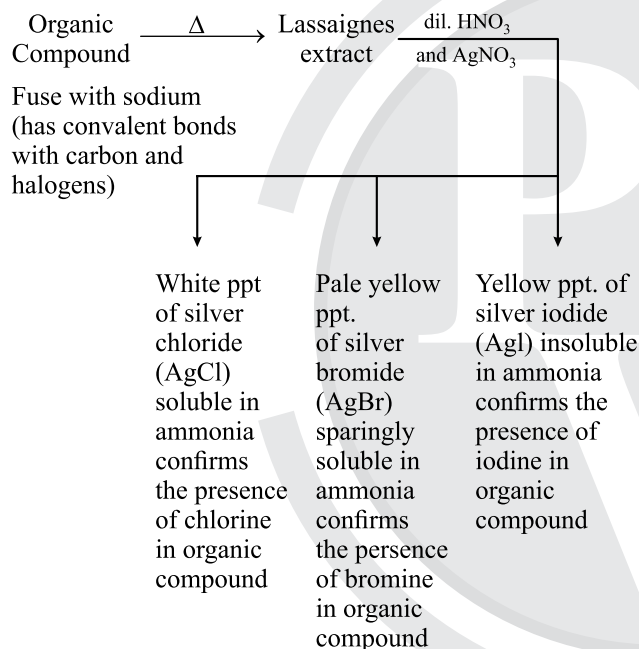 Organic
Compound
Δ
Lassaignes
extract
dil. HNO₃
and AgNO₃
Fuse with sodium
(has convalent bonds
with carbon and
halogens)
White ppt
of silver
chloride
(AgCl)
soluble in
ammonia
confirms
the presence
of chlorine
in organic
compound
Pale yellow
ppt.
of silver
bromide
(AgBr)
sparingly
soluble in
ammonia
confirms
the persence
of bromine
in organic
compound
Yellow ppt. of
silver iodide
(Agl) insoluble
in ammonia
confirms the
presence of
iodine in
organic
compound